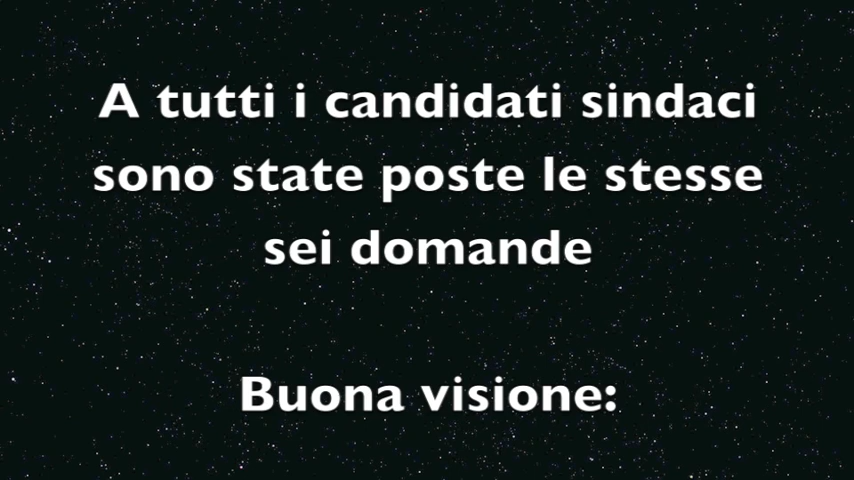 A tutti i candidati sindaci
sono state poste le stesse
sei domande
Buona visione: